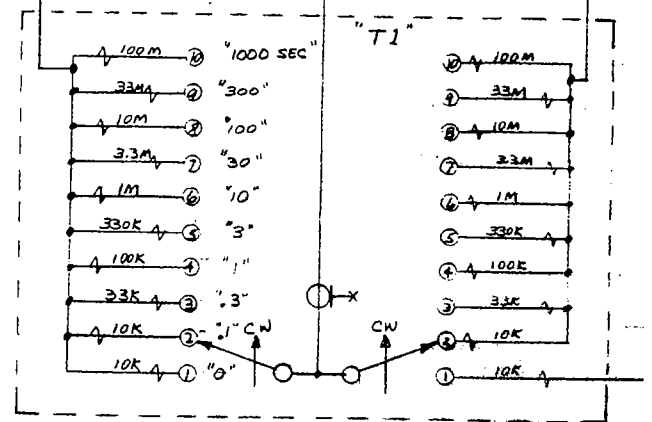 "T1"
100M ⑩ "1000 SEC" ⑩ 100M
33M ⑨ "300" ⑨ 33M
10M ⑧ "100" ⑧ 10M
3.3M ⑦ "30" ⑦ 3.3M
1M ⑥ "10" ⑥ 1M
330K ⑤ "3" ⑤ 330K
100K ④ "1" ④ 100K
33K ③ ".3" ③ 33K
X
10K ② ".1" CW CW ② 10K
10K ① "0" ① 10K